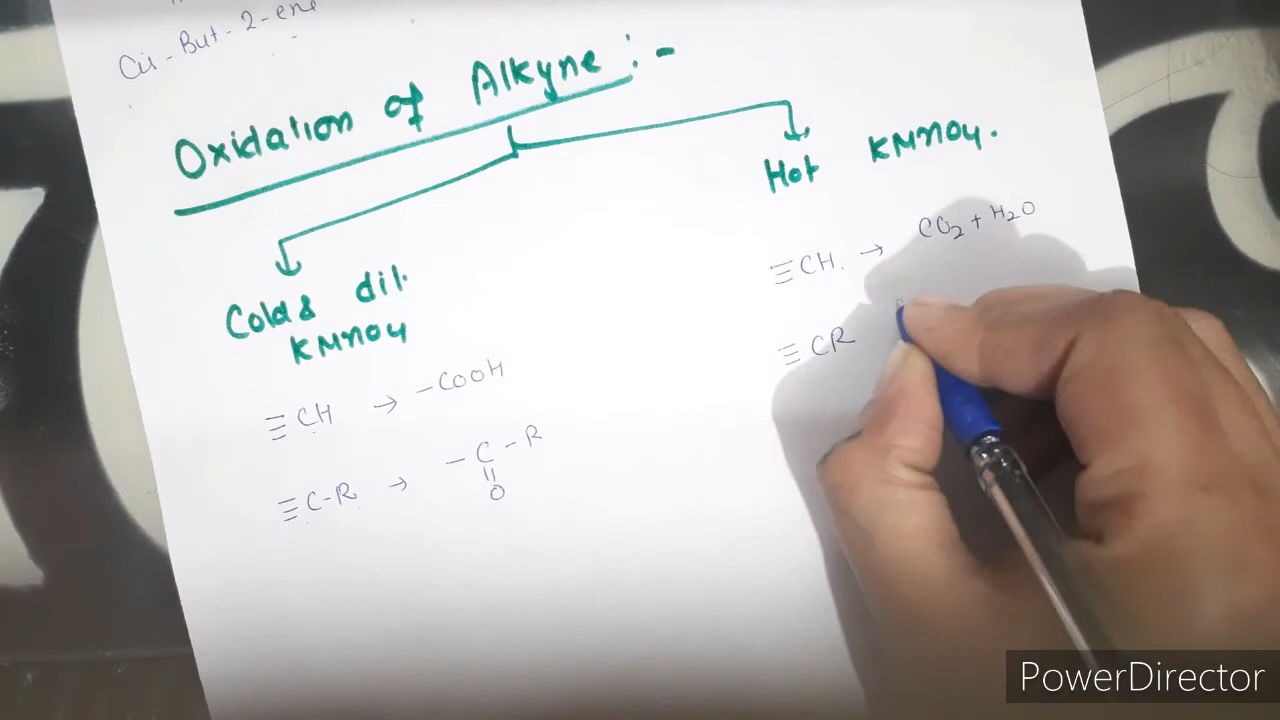 Cis-But-2-ene
Oxidation of Alkyne :-
Cold & dil.
KMnO4
≡CH → -COOH
≡C-R → -C-R
=
O
Hot KMnO4.
≡CH. → CO2 + H2O
≡CR
PowerDirector